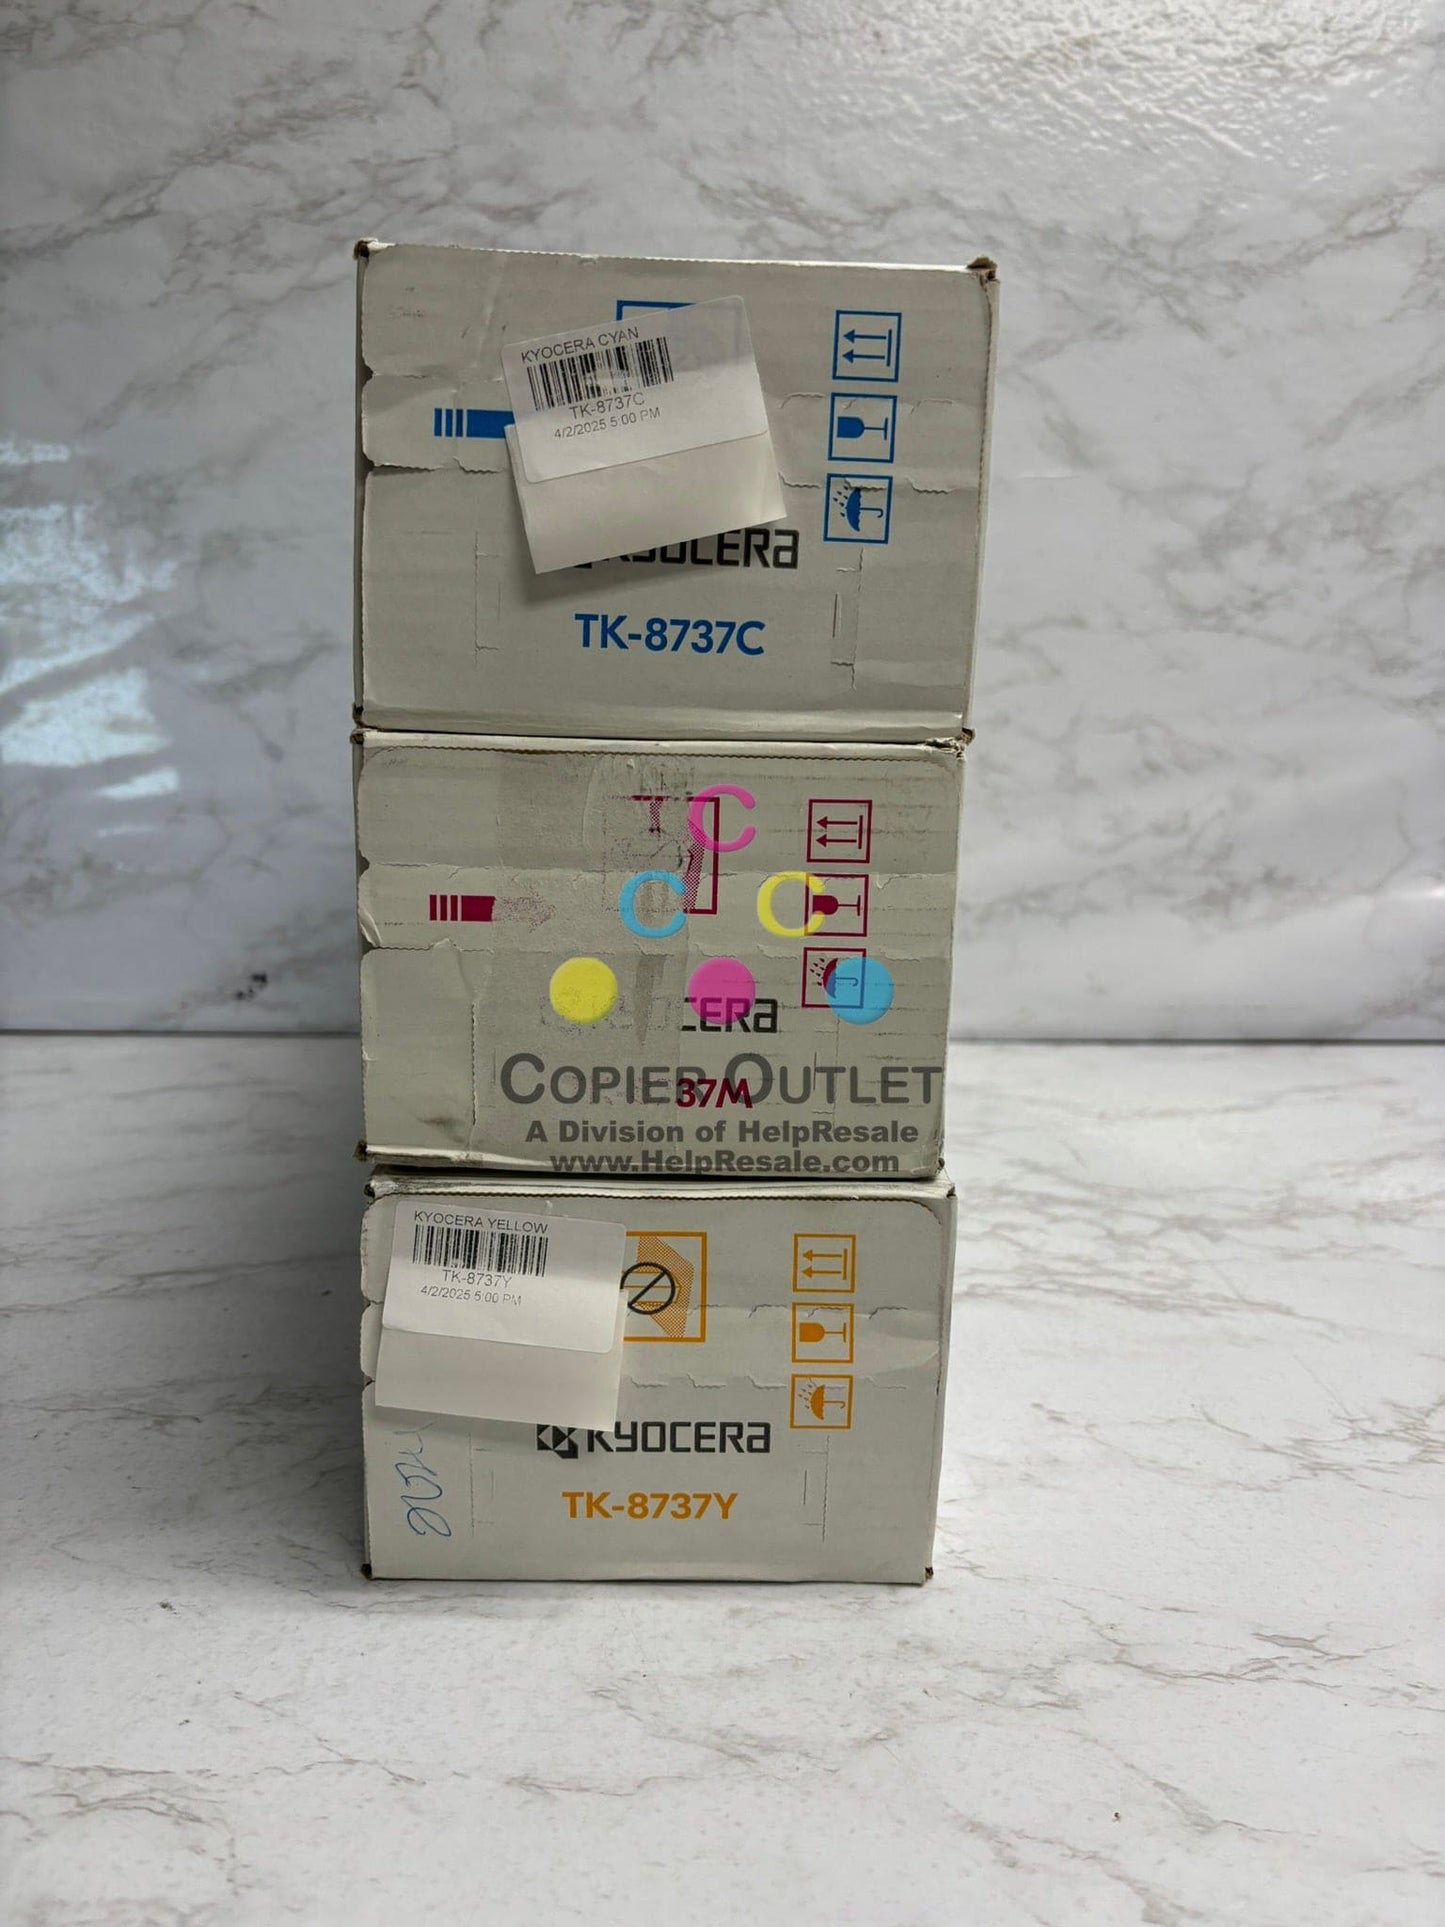 KYOCERA CYAN
TK-8737C
4/2/2025 5:00 PM
KYOCERA
TK-8737C
C
C C
CERA
37M
COPIER OUTLET
A Division of HelpResale
www.HelpResale.com
KYOCERA YELLOW
TK-8737Y
4/2/2025 5:00 PM
KYOCERA
TK-8737Y